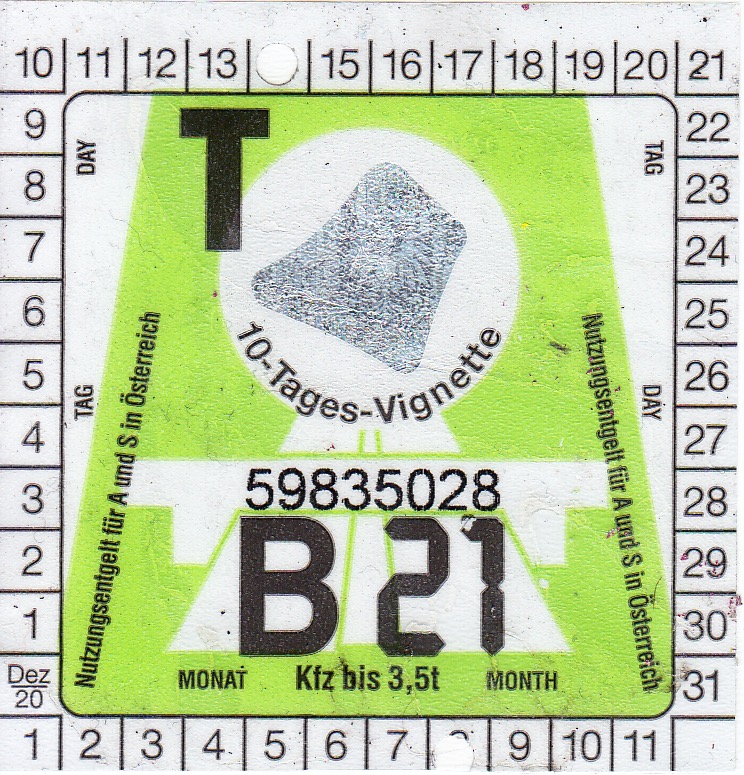 10 11 12 13 15 16 17 18 19 20 21
9 22
8 23
7 24
6 25
5 26
4 27
3 28
2 29
1 30
Dez
20
31
1 2 3 4 5 6 7 9 10 11
DAY
TAG
TAG
DAY
T
10-Tages-Vignette
Nutzungsentgelt für A und S in Österreich
Nutzungsentgelt für A und S in Österreich
59835028
B 21
MONAT Kfz bis 3,5t MONTH